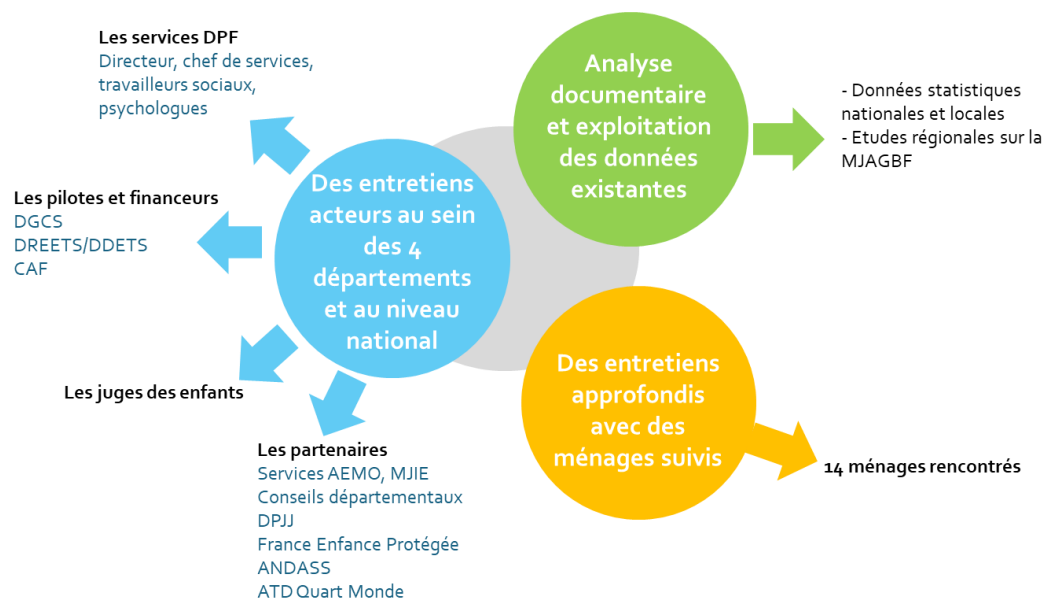 Les services DPF
Directeur, chef de services,
travailleurs sociaux,
psychologues
Analyse
documentaire
et exploitation
des données
existantes
- Données statistiques
nationales et locales
- Etudes régionales sur la
MJAGBF
Des entretiens
acteurs au sein
des 4
départements
et au niveau
national
Les pilotes et financeurs
DGCS
DREETS/DDETS
CAF
Les juges des enfants
Les partenaires
Services AEMO, MJIE
Conseils départementaux
DPJJ
France Enfance Protégée
ANDASS
ATD Quart Monde
Des entretiens
approfondis
avec des
ménages suivis
14 ménages rencontrés